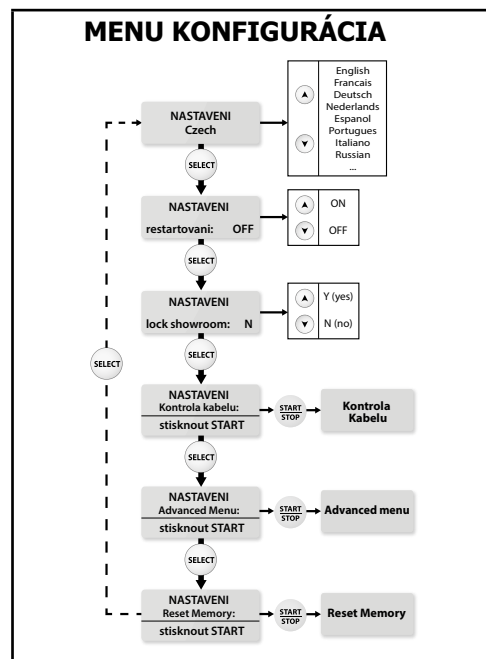 MENU KONFIGURÁCIA
NASTAVENI
Czech
English
Francais
Deutsch
Nederlands
Espanol
Portugues
Italiano
Russian
...
SELECT
NASTAVENI
restartovani: OFF
ON
OFF
SELECT
NASTAVENI
lock showroom: N
Y (yes)
N (no)
SELECT
SELECT
NASTAVENI
Kontrola kabelu:
stisknout START
START
STOP
Kontrola
Kabelu
SELECT
NASTAVENI
Advanced Menu:
stisknout START
START
STOP
Advanced menu
SELECT
NASTAVENI
Reset Memory:
stisknout START
START
STOP
Reset Memory